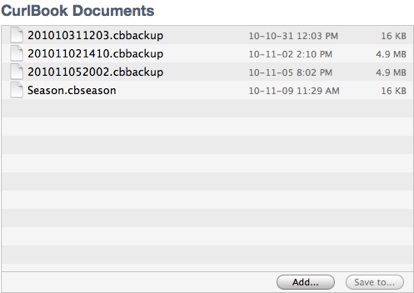 CurlBook Documents
201010311203.cbbackup 10-10-31 12:03 PM 16 KB
201011021410.cbbackup 10-11-02 2:10 PM 4.9 MB
201011052002.cbbackup 10-11-05 8:02 PM 4.9 MB
Season.cbseason 10-11-09 11:29 AM 16 KB
Add... Save to...